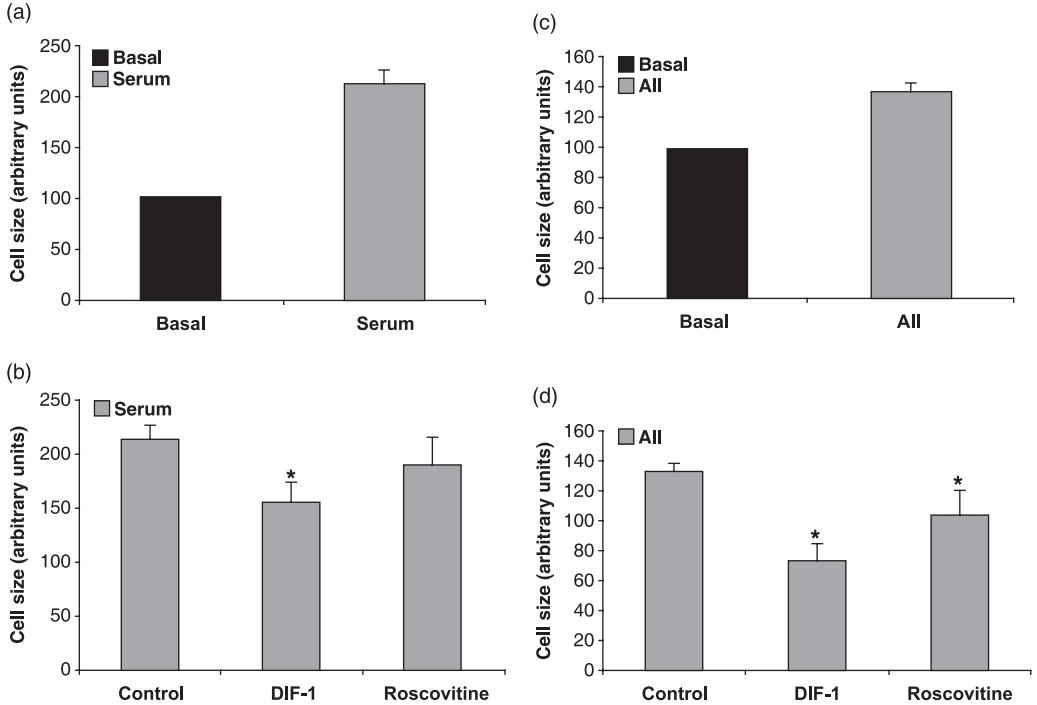 (a)
Cell size (arbitrary units)
250
200
150
100
50
0
Basal
Serum
Basal
Serum
(c)
Cell size (arbitrary units)
160
140
120
100
80
60
40
20
0
Basal
AII
Basal
AII
(b)
Cell size (arbitrary units)
250
200
150
100
50
0
Serum
*
Control
DIF-1
Roscovitine
(d)
Cell size (arbitrary units)
160
140
120
100
80
60
40
20
0
AII
*
*
Control
DIF-1
Roscovitine